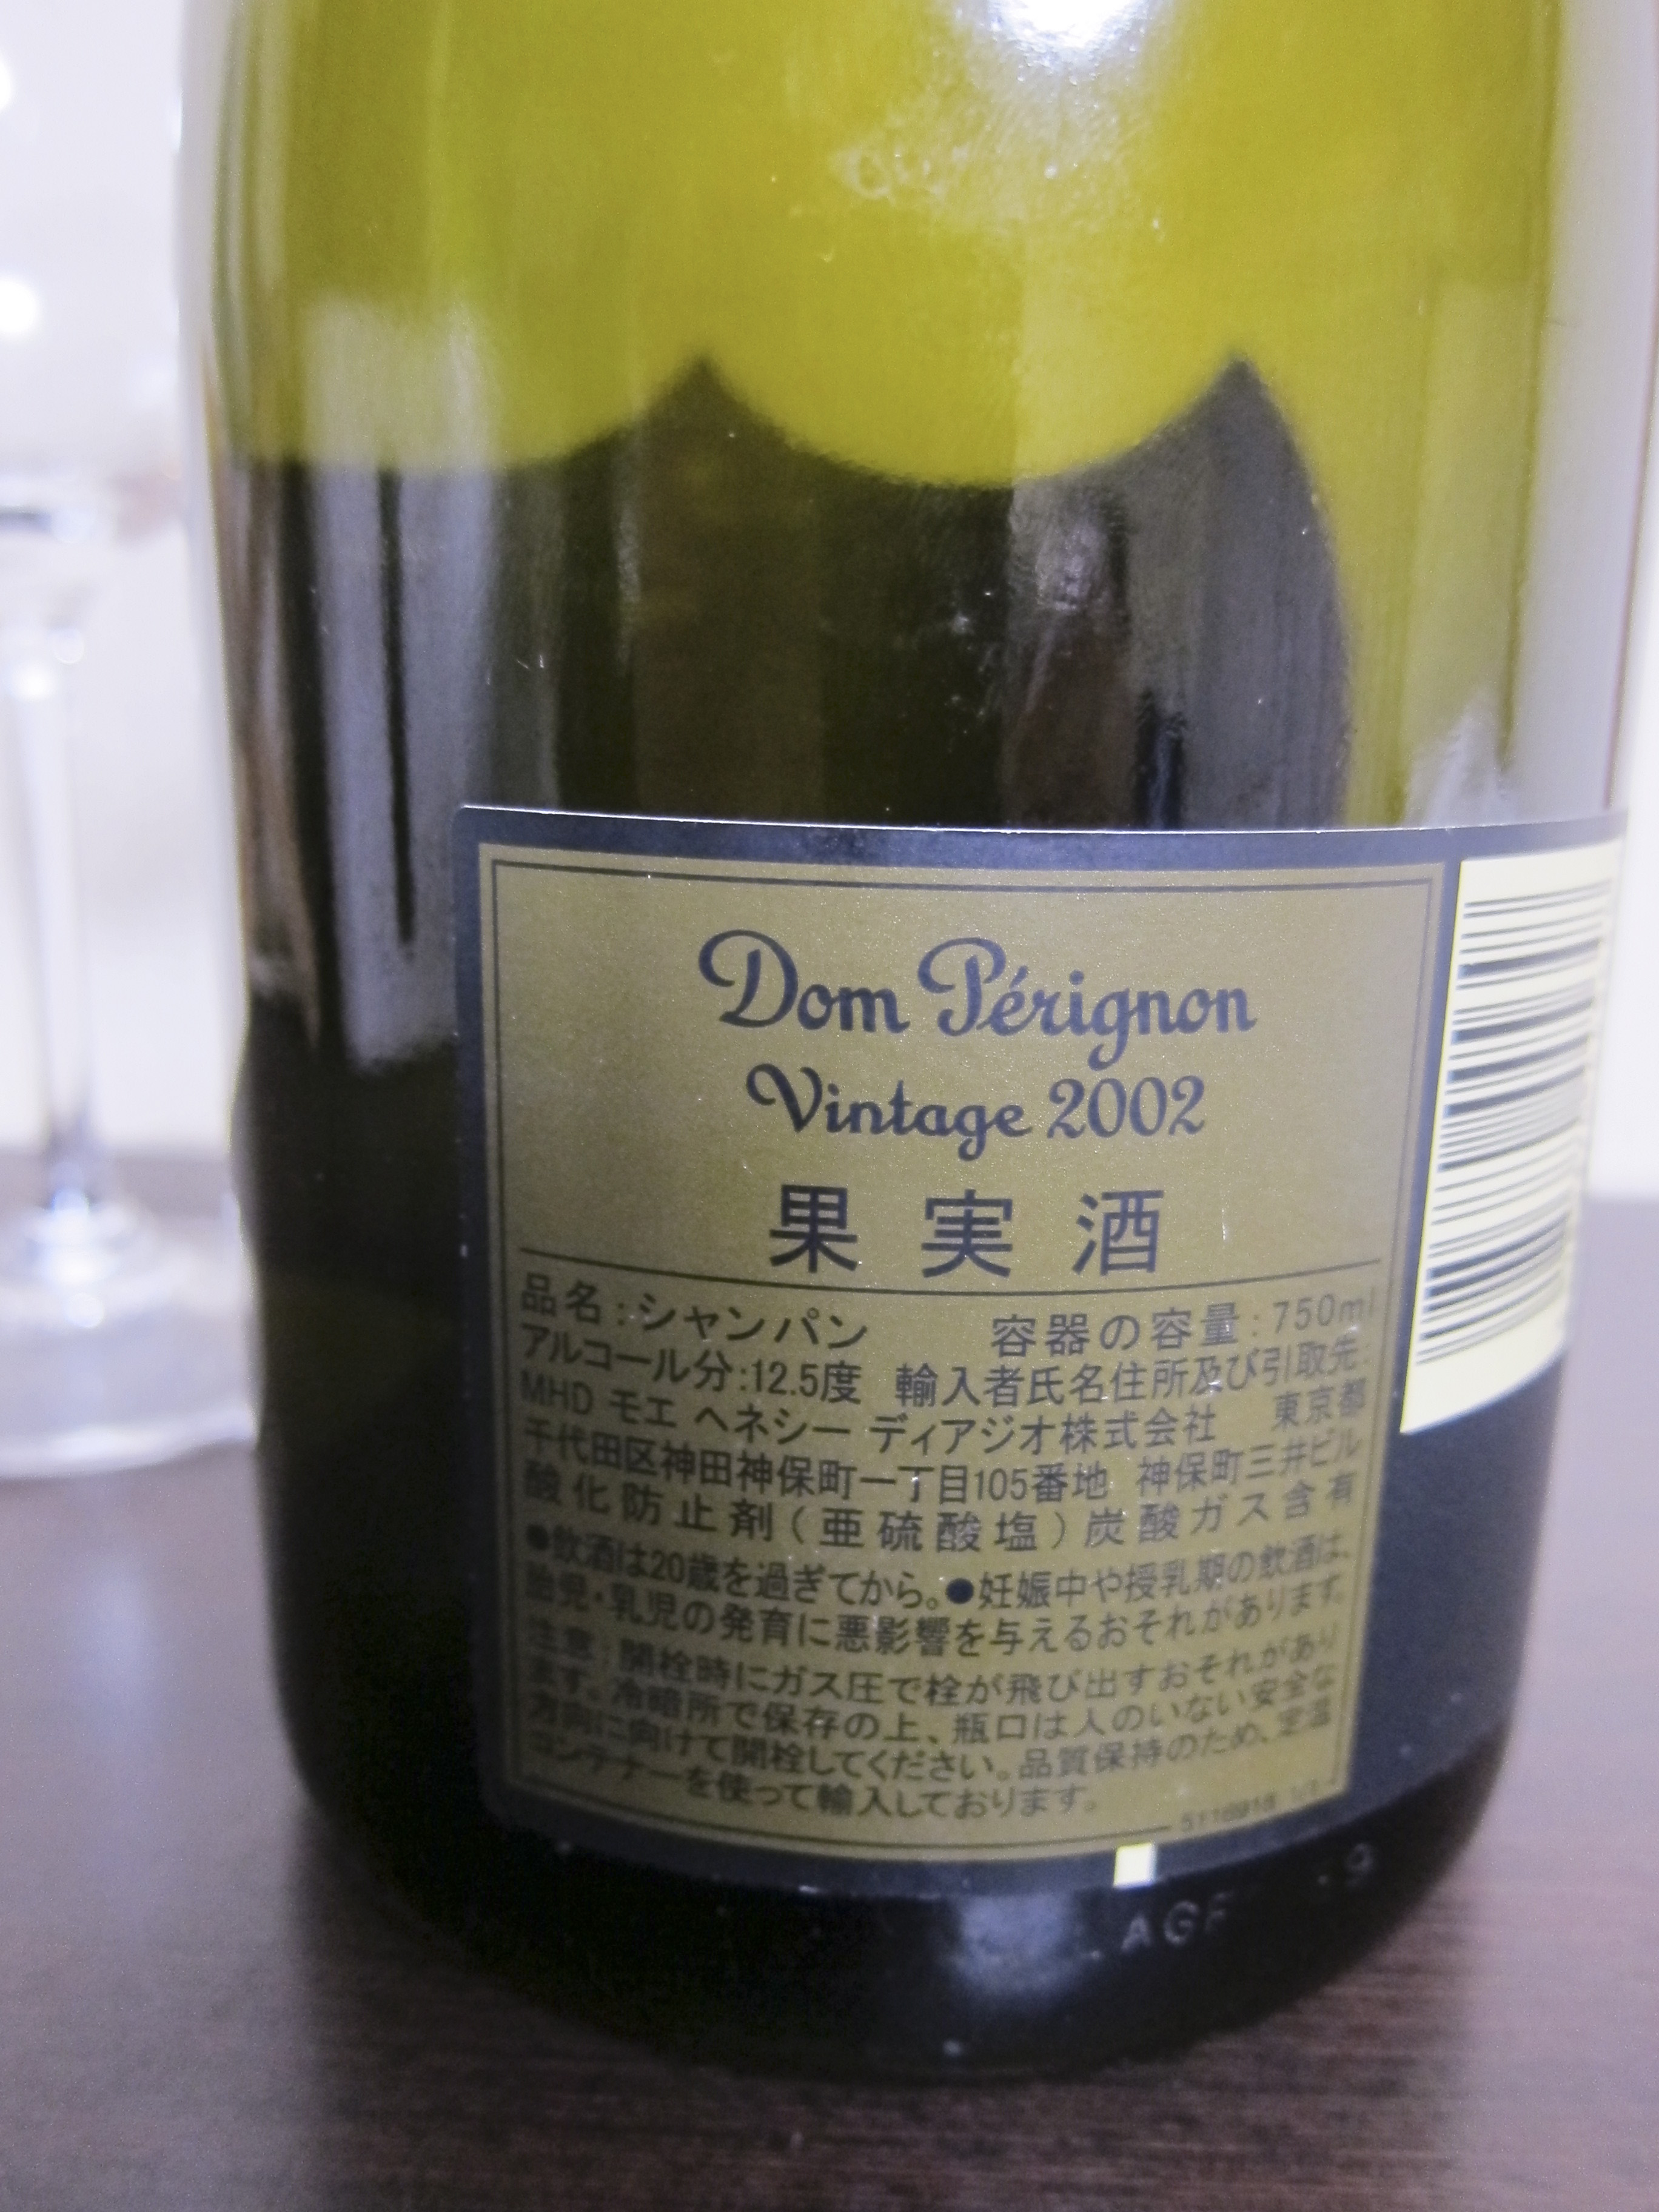 Dom Pérignon
Vintage 2002
果実酒
品名:シャンパン 容器の容量:750ml
アルコール分:12.5度 輸入者氏名住所及び引取先:
MHD モエ ヘネシー ディアジオ株式会社 東京都
千代田区神田神保町一丁目105番地 神保町三井ビル
酸化防止剤(亜硫酸塩)炭酸ガス含有
●飲酒は20歳を過ぎてから。●妊娠中や授乳期の飲酒は、
胎児・乳児の発育に悪影響を与えるおそれがあります。
注意:開栓時にガス圧で栓が飛び出すおそれがあり
ます。冷暗所で保存の上、瓶口は人のいない安全な
方向に向けて開栓してください。品質保持のため、定温
コンテナーを使って輸入しております。
AGF